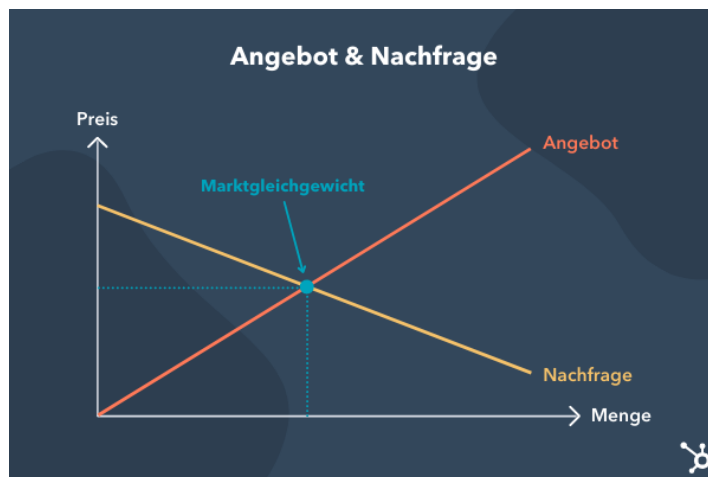 Angebot & Nachfrage
Preis
Angebot
Marktgleichgewicht
Nachfrage
Menge